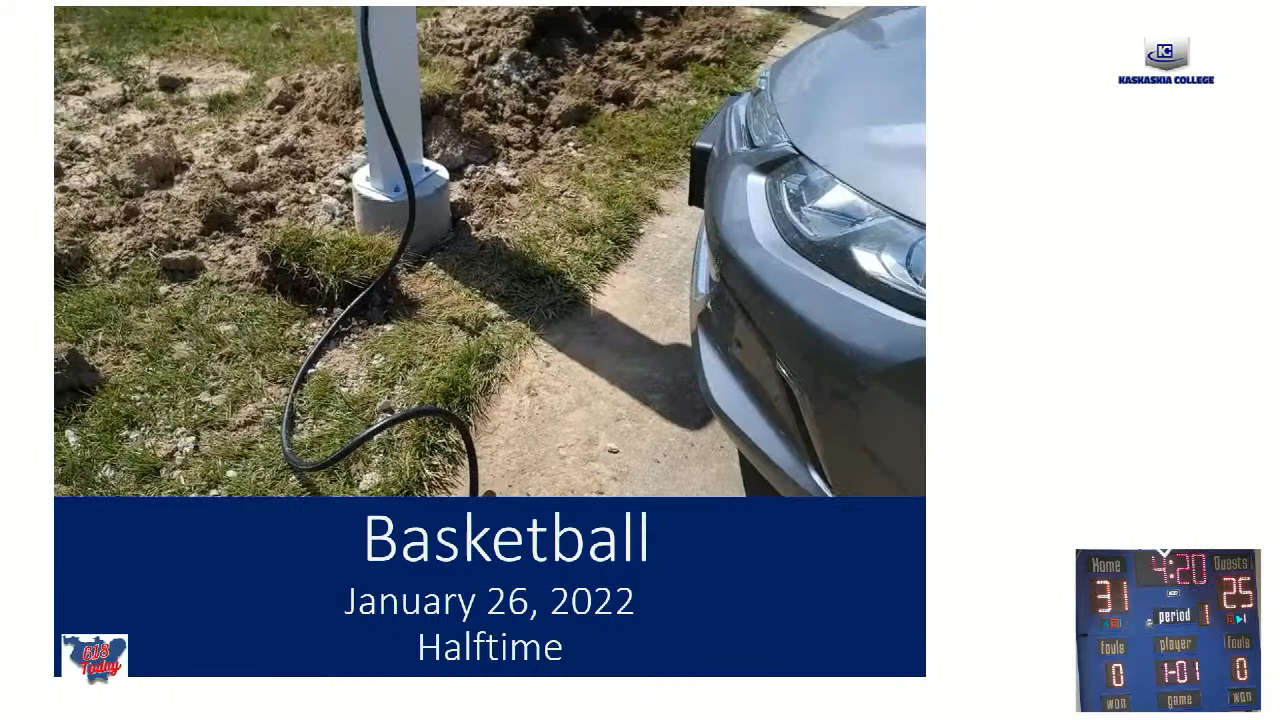 KC
KASKASKIA COLLEGE
Basketball
January 26, 2022
Halftime
618
Today
Home 4:20 Guests
31 25
period 1
fouls player fouls
0 1-01 0
won game won